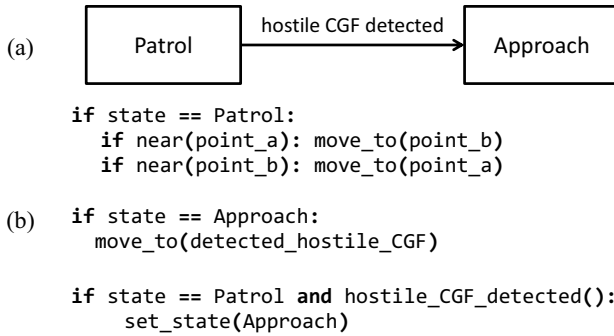 (a)
Patrol
hostile CGF detected
Approach
if state == Patrol:
if near(point_a): move_to(point_b)
if near(point_b): move_to(point_a)
(b)
if state == Approach:
move_to(detected_hostile_CGF)
if state == Patrol and hostile_CGF_detected():
set_state(Approach)